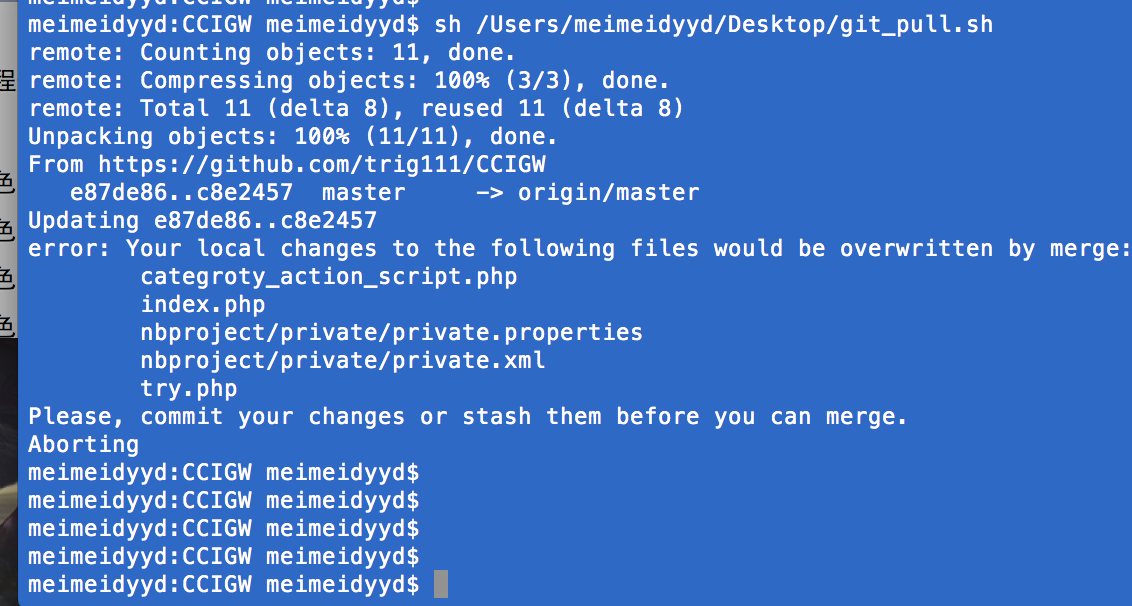 meimeidyyd:CCIGW meimeidyyd$
meimeidyyd:CCIGW meimeidyyd$ sh /Users/meimeidyyd/Desktop/git_pull.sh
remote: Counting objects: 11, done.
程
remote: Compressing objects: 100% (3/3), done.
remote: Total 11 (delta 8), reused 11 (delta 8)
Unpacking objects: 100% (11/11), done.
From https://github.com/trig111/CCIGW
色
e87de86..c8e2457  master     -> origin/master
色
Updating e87de86..c8e2457
error: Your local changes to the following files would be overwritten by merge:
色
categroty_action_script.php
index.php
色
nbproject/private/private.properties
nbproject/private/private.xml
try.php
Please, commit your changes or stash them before you can merge.
Aborting
meimeidyyd:CCIGW meimeidyyd$
meimeidyyd:CCIGW meimeidyyd$
meimeidyyd:CCIGW meimeidyyd$
meimeidyyd:CCIGW meimeidyyd$
meimeidyyd:CCIGW meimeidyyd$